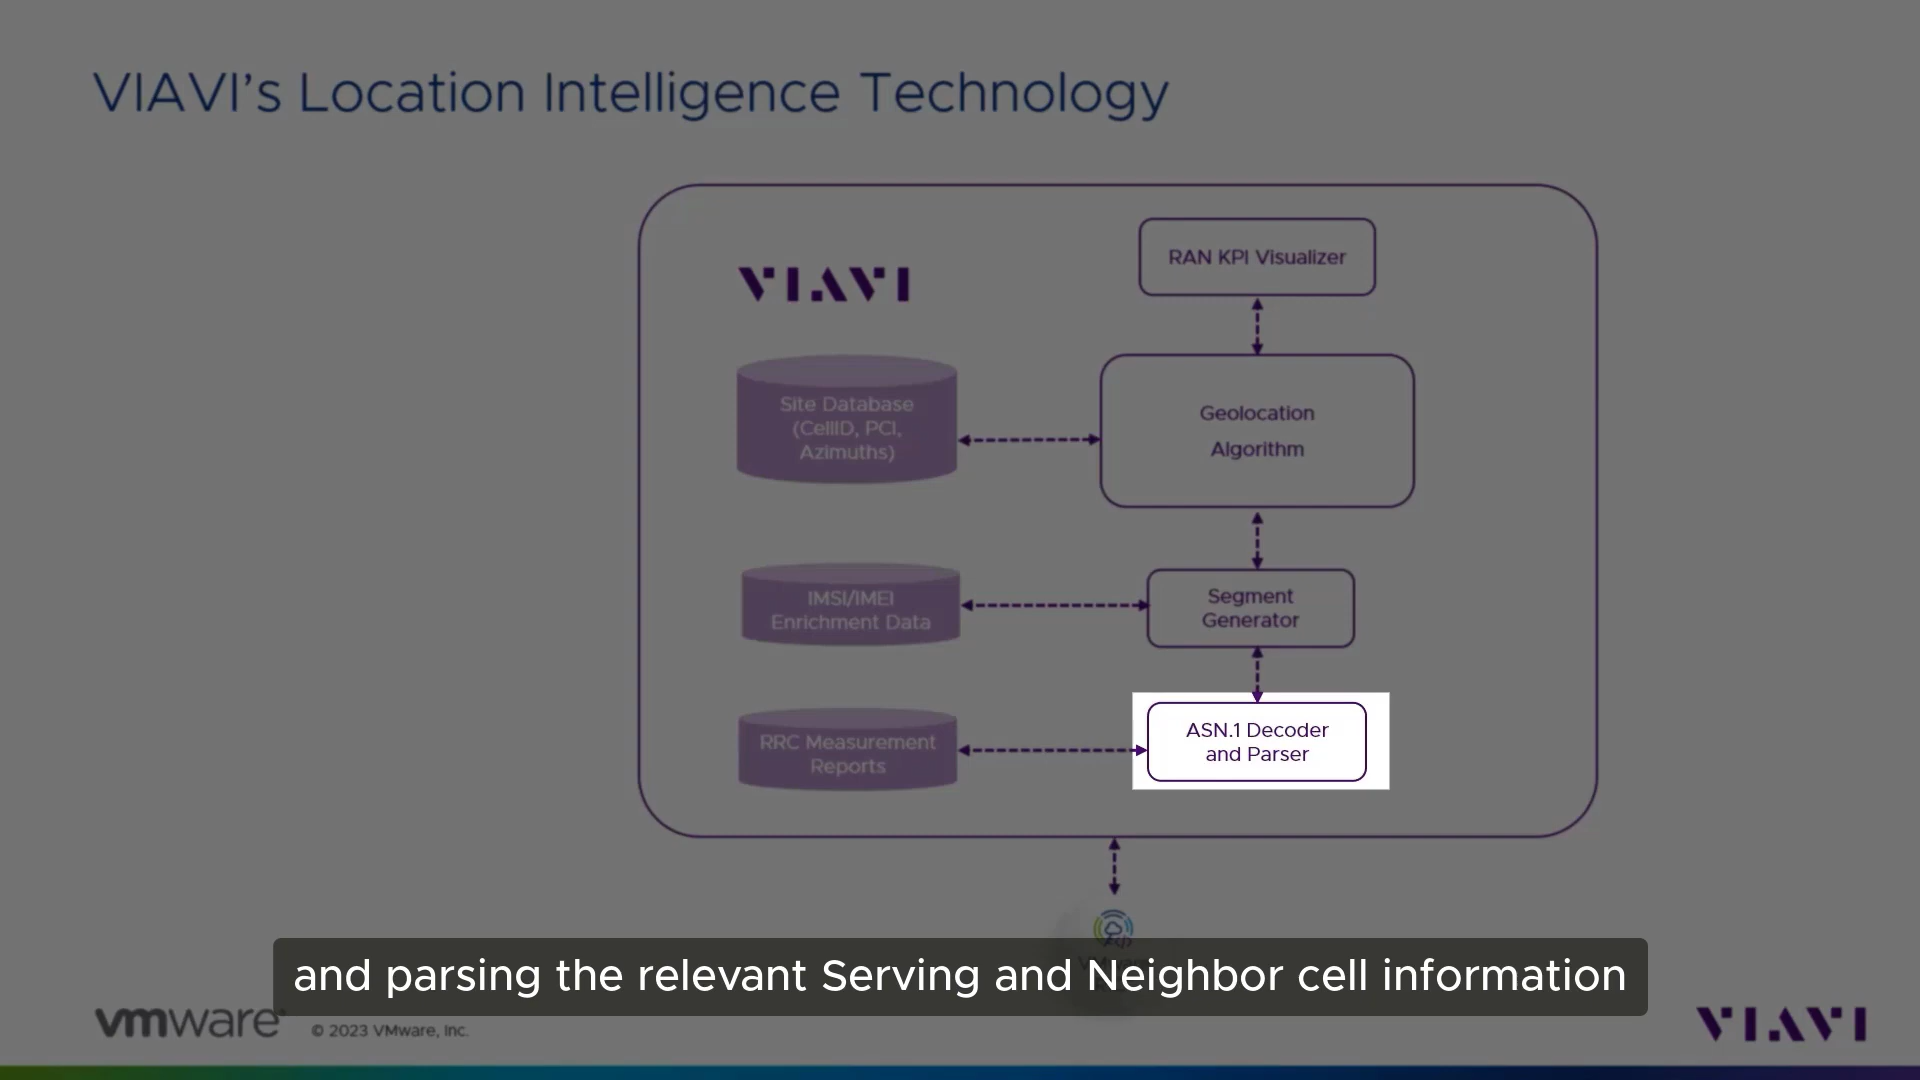 VIAVI's Location Intelligence Technology
RAN KPI Visualizer
VIAVI
Site Database
(CellID, PCI,
Azimuths)
Geolocation
Algorithm
IMSI/IMEI
Enrichment Data
Segment
Generator
RRC Measurement
Reports
ASN.1 Decoder
and Parser
and parsing the relevant Serving and Neighbor cell information
vmware
© 2023 VMware, Inc.
VIAVI